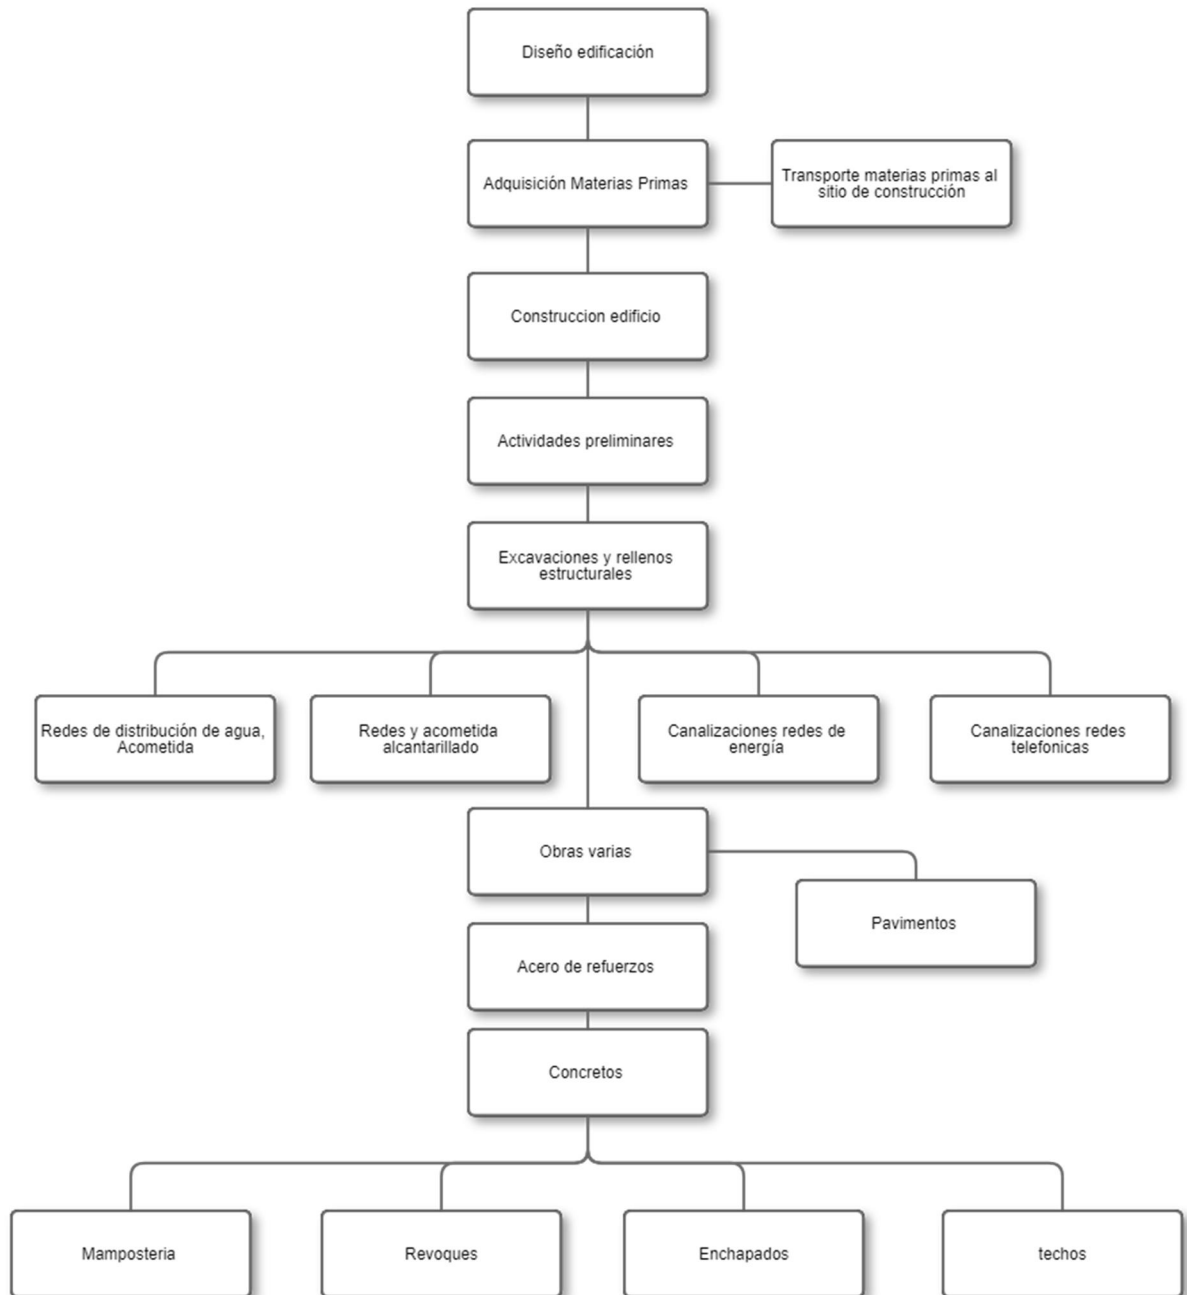 Diseño edificación
Adquisición Materias Primas
Transporte materias primas al
sitio de construcción
Construccion edificio
Actividades preliminares
Excavaciones y rellenos
estructurales
Redes de distribución de agua,
Acometida
Redes y acometida
alcantarillado
Canalizaciones redes de
energía
Canalizaciones redes
telefonicas
Obras varias
Pavimentos
Acero de refuerzos
Concretos
Mamposteria
Revoques
Enchapados
techos